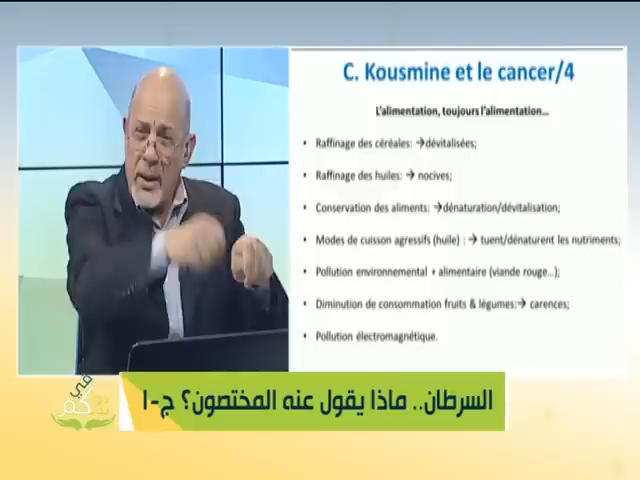 C. Kousmine et le cancer/4
L'alimentation, toujours l'alimentation...
• Raffinage des céréales: →dévitalisées;
• Raffinage des huiles: → nocives;
• Conservation des aliments: →dénaturation/dévitalisation;
• Modes de cuisson agressifs (huile) : → tuent/dénaturent les nutriments;
• Pollution environnemental + alimentaire (viande rouge...);
• Diminution de consommation fruits & légumes:→ carences;
• Pollution électromagnétique.
السرطان.. ماذا يقول عنه المختصون؟ ج-1
في